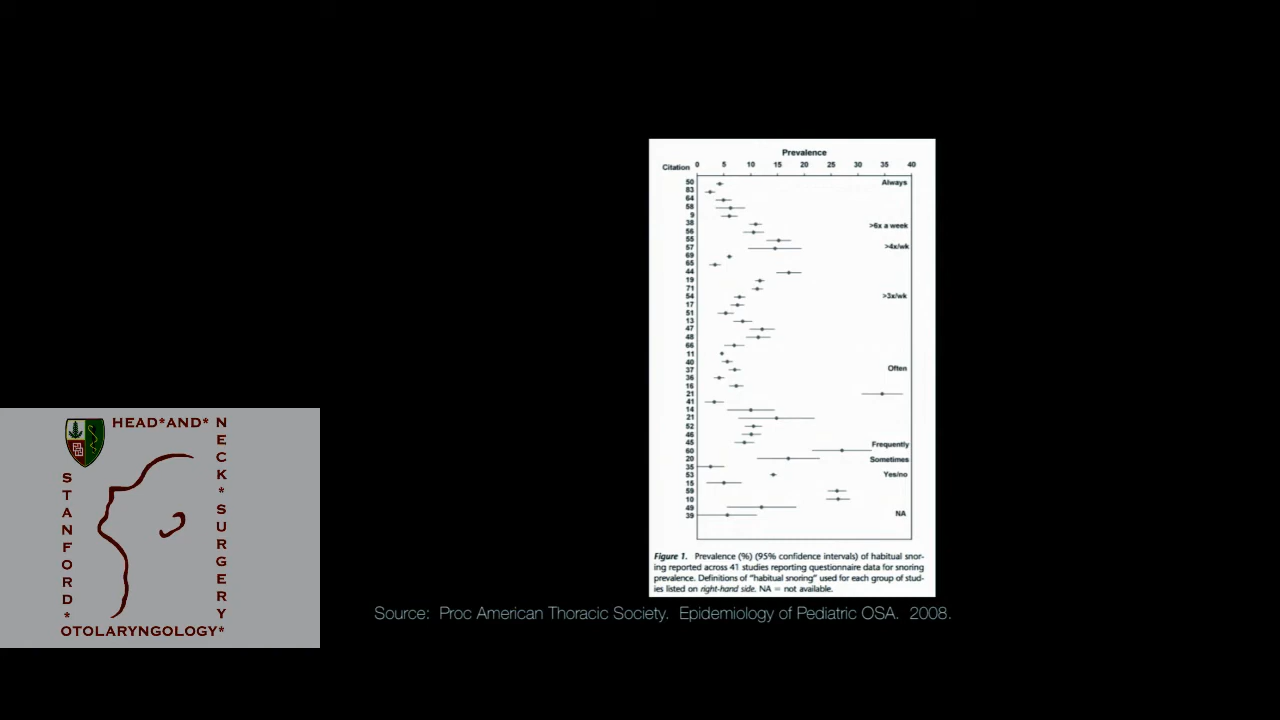 HEAD*AND*
NECK*SURGERY*
STANFORD*
OTOLARYNGOLOGY*
Prevalence
Citation 0 5 10 15 20 25 30 35 40
50 Always
83
64
58
9
38 >6x a week
56
55 >4x/wk
57
69
65
44
19
71
54 >3x/wk
17
51
13
47
48
66
11
40
37 Often
36
16
21
41
14
21
52
46
45 Frequently
60
20 Sometimes
35
53 Yes/no
15
59
10
49
39 NA
Figure 1. Prevalence (%) (95% confidence intervals) of habitual snor-
ing reported across 41 studies reporting questionnaire data for snoring
prevalence. Definitions of "habitual snoring" used for each group of stud-
ies listed on right-hand side. NA = not available.
Source: Proc American Thoracic Society. Epidemiology of Pediatric OSA. 2008.